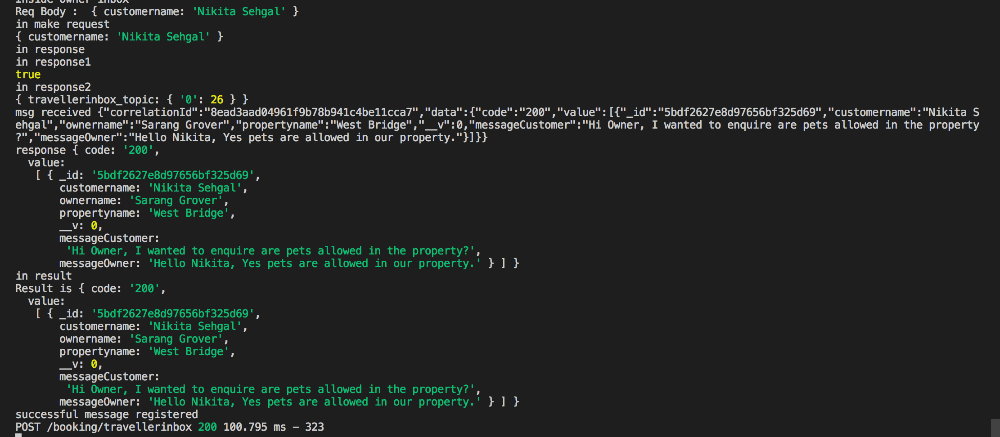 Inside owner inbox
Req Body :  { customername: 'Nikita Sehgal' }
in make request
{ customername: 'Nikita Sehgal' }
in response
in response1
true
in response2
{ travellerinbox_topic: { '0': 26 } }
msg received {"correlationId":"8ead3aad04961f9b78b941c4be11cca7","data":{"code":"200","value":[{"_id":"5bdf2627e8d97656bf325d69","customername":"Nikita S
ehgal","ownername":"Sarang Grover","propertyname":"West Bridge","__v":0,"messageCustomer":"Hi Owner, I wanted to enquire are pets allowed in the property
?","messageOwner":"Hello Nikita, Yes pets are allowed in our property."}]}}
response { code: '200',
  value:
   [ { _id: '5bdf2627e8d97656bf325d69',
       customername: 'Nikita Sehgal',
       ownername: 'Sarang Grover',
       propertyname: 'West Bridge',
       __v: 0,
       messageCustomer:
        'Hi Owner, I wanted to enquire are pets allowed in the property?',
       messageOwner: 'Hello Nikita, Yes pets are allowed in our property.' } ] }
in result
Result is { code: '200',
  value:
   [ { _id: '5bdf2627e8d97656bf325d69',
       customername: 'Nikita Sehgal',
       ownername: 'Sarang Grover',
       propertyname: 'West Bridge',
       __v: 0,
       messageCustomer:
        'Hi Owner, I wanted to enquire are pets allowed in the property?',
       messageOwner: 'Hello Nikita, Yes pets are allowed in our property.' } ] }
successful message registered
POST /booking/travellerinbox 200 100.795 ms – 323